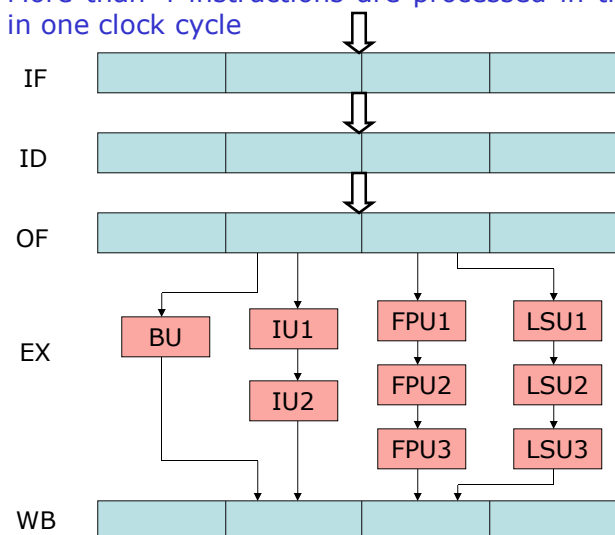 in one clock cycle
IF
ID
OF
BU IU1 FPU1 LSU1
EX
IU2 FPU2 LSU2
FPU3 LSU3
WB